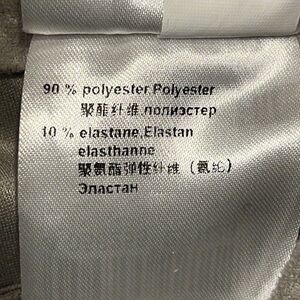 90 % polyester,Polyester
聚酯纤维,полиэстер
10 % elastane,Elastan
elasthanne
聚氨酯弹性纤维（氨纶）
Эластан